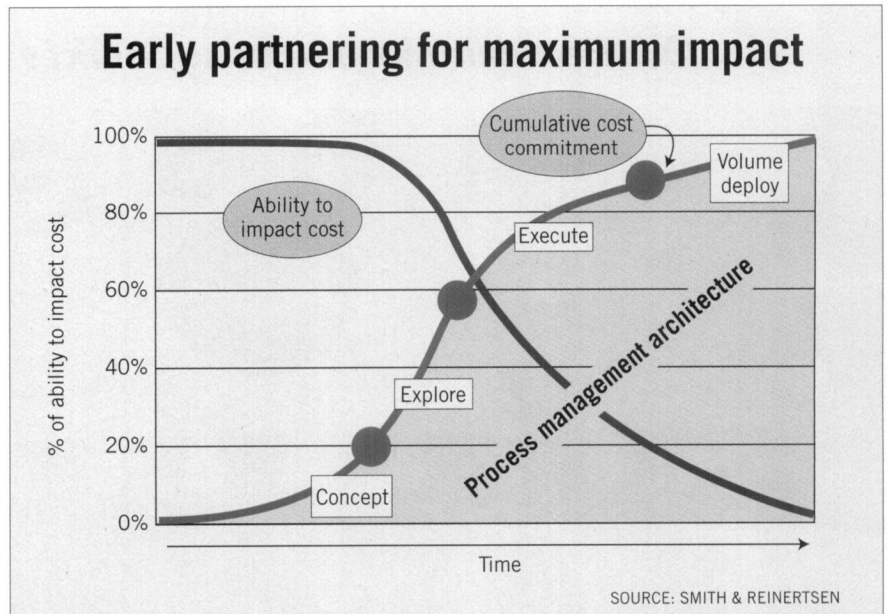 Early partnering for maximum impact
Cumulative cost
commitment
100%
Volume
deploy
Ability to
impact cost
80%
Execute
60%
% of ability to impact cost
Process management architecture
40%
Explore
20%
Concept
0%
Time
SOURCE: SMITH & REINERTSEN